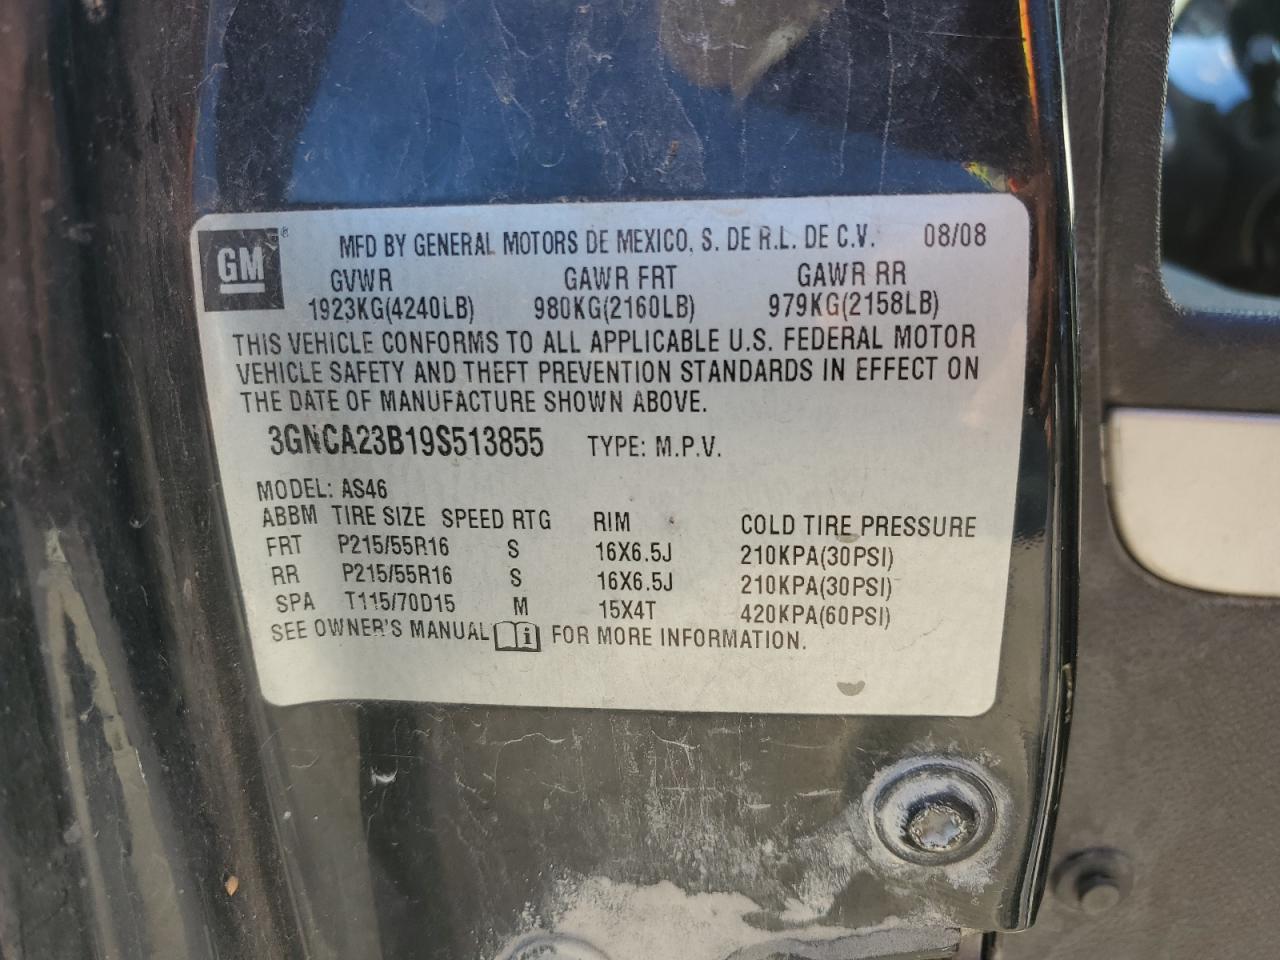 GM ® MFD BY GENERAL MOTORS DE MEXICO, S. DE R.L. DE C.V. 08/08
GVWR GAWR FRT GAWR RR
1923KG(4240LB) 980KG(2160LB) 979KG(2158LB)
THIS VEHICLE CONFORMS TO ALL APPLICABLE U.S. FEDERAL MOTOR
VEHICLE SAFETY AND THEFT PREVENTION STANDARDS IN EFFECT ON
THE DATE OF MANUFACTURE SHOWN ABOVE.
3GNCA23B19S513855 TYPE: M.P.V.
MODEL: AS46
ABBM TIRE SIZE SPEED RTG RIM COLD TIRE PRESSURE
FRT P215/55R16 S 16X6.5J 210KPA(30PSI)
RR P215/55R16 S 16X6.5J 210KPA(30PSI)
SPA T115/70D15 M 15X4T 420KPA(60PSI)
SEE OWNER'S MANUAL i FOR MORE INFORMATION.